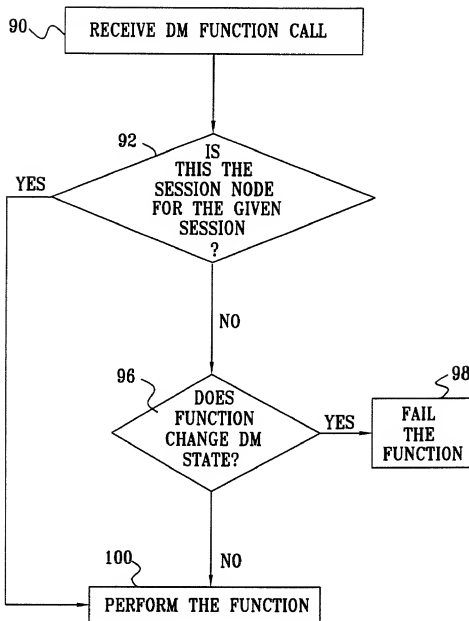 90
RECEIVE DM FUNCTION CALL
92
IS
THIS THE
SESSION NODE
FOR THE GIVEN
SESSION
?
YES
NO
96
DOES
FUNCTION
CHANGE DM
STATE?
YES
98
FAIL
THE
FUNCTION
NO
100
PERFORM THE FUNCTION